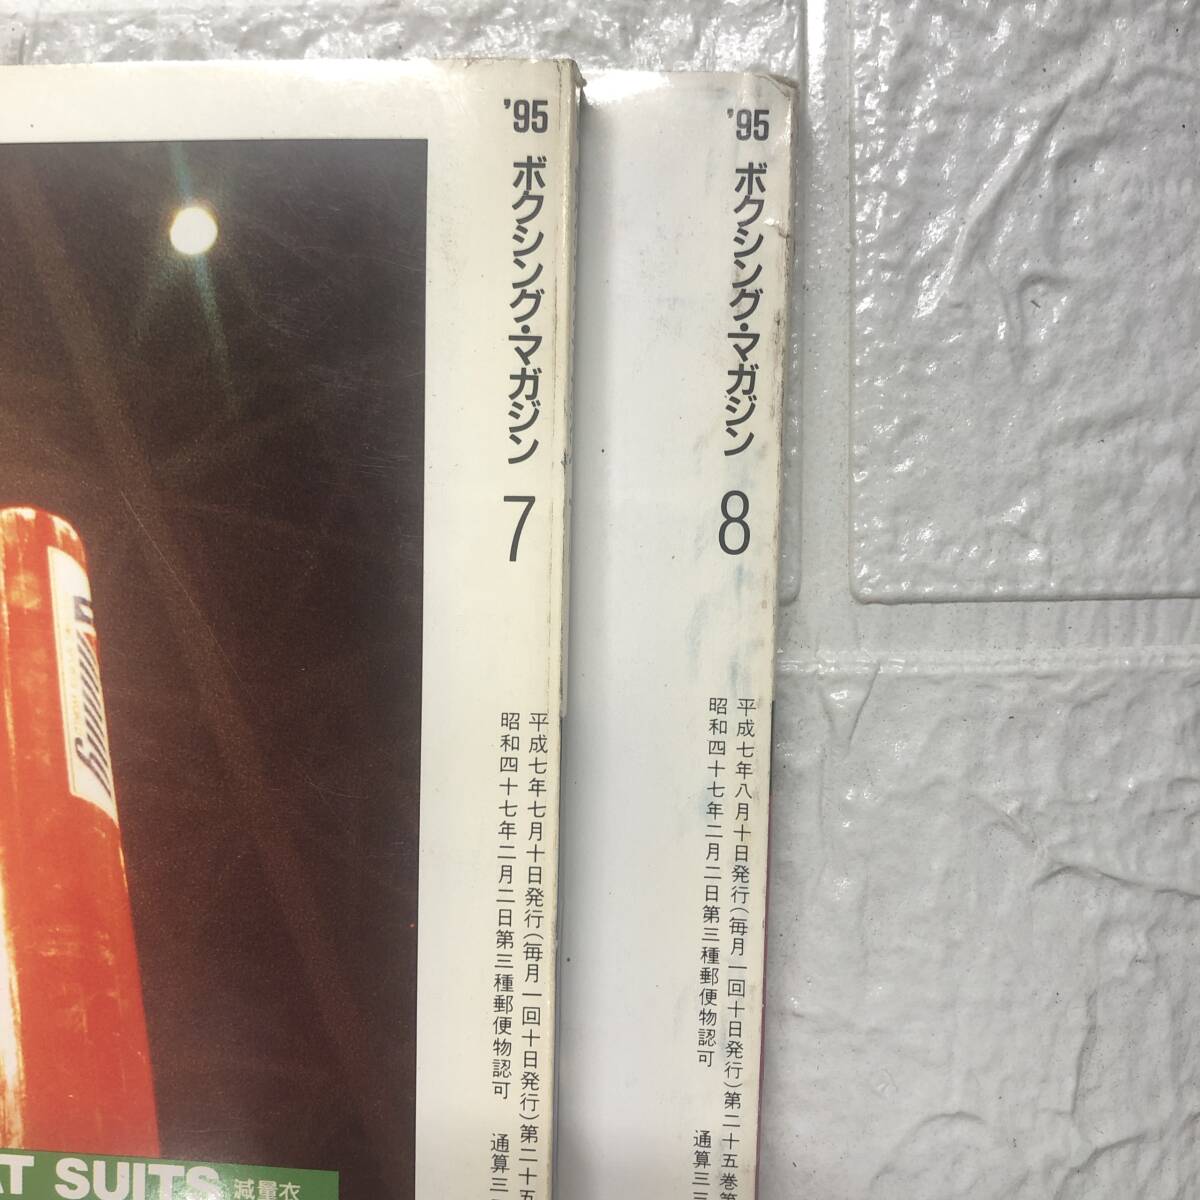 '95 ボクシング・マガジン 7
平成七年七月十日発行(毎月一回十日発行)第二十五
昭和四十七年二月二日第三種郵便物認可 通算三
'95 ボクシング・マガジン 8
平成七年八月十日発行(毎月一回十日発行)第二十五巻第
昭和四十七年二月二日第三種郵便物認可 通算三三
AT SUITS 減量衣